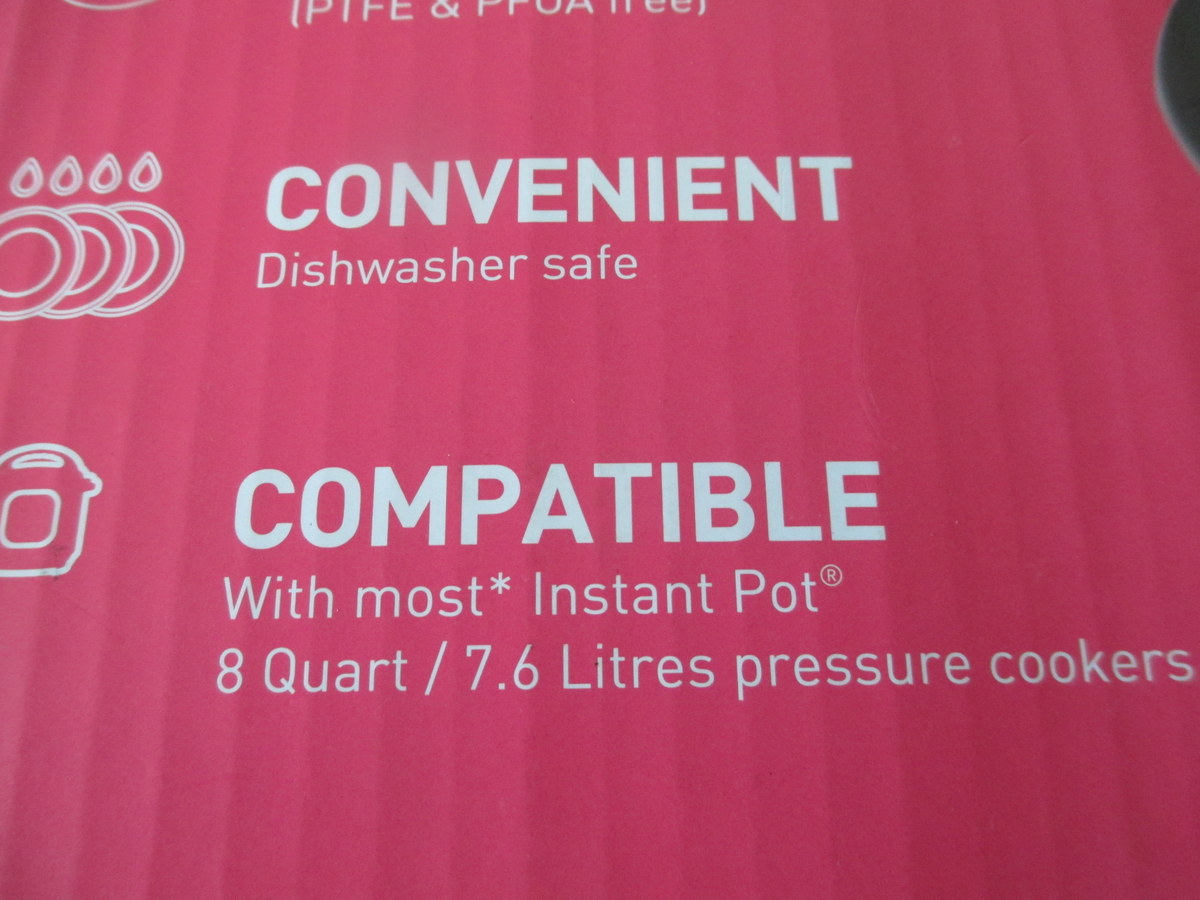 (PTFE & PFOA free)
CONVENIENT
Dishwasher safe
COMPATIBLE
With most* Instant Pot®
8 Quart / 7.6 Litres pressure cookers